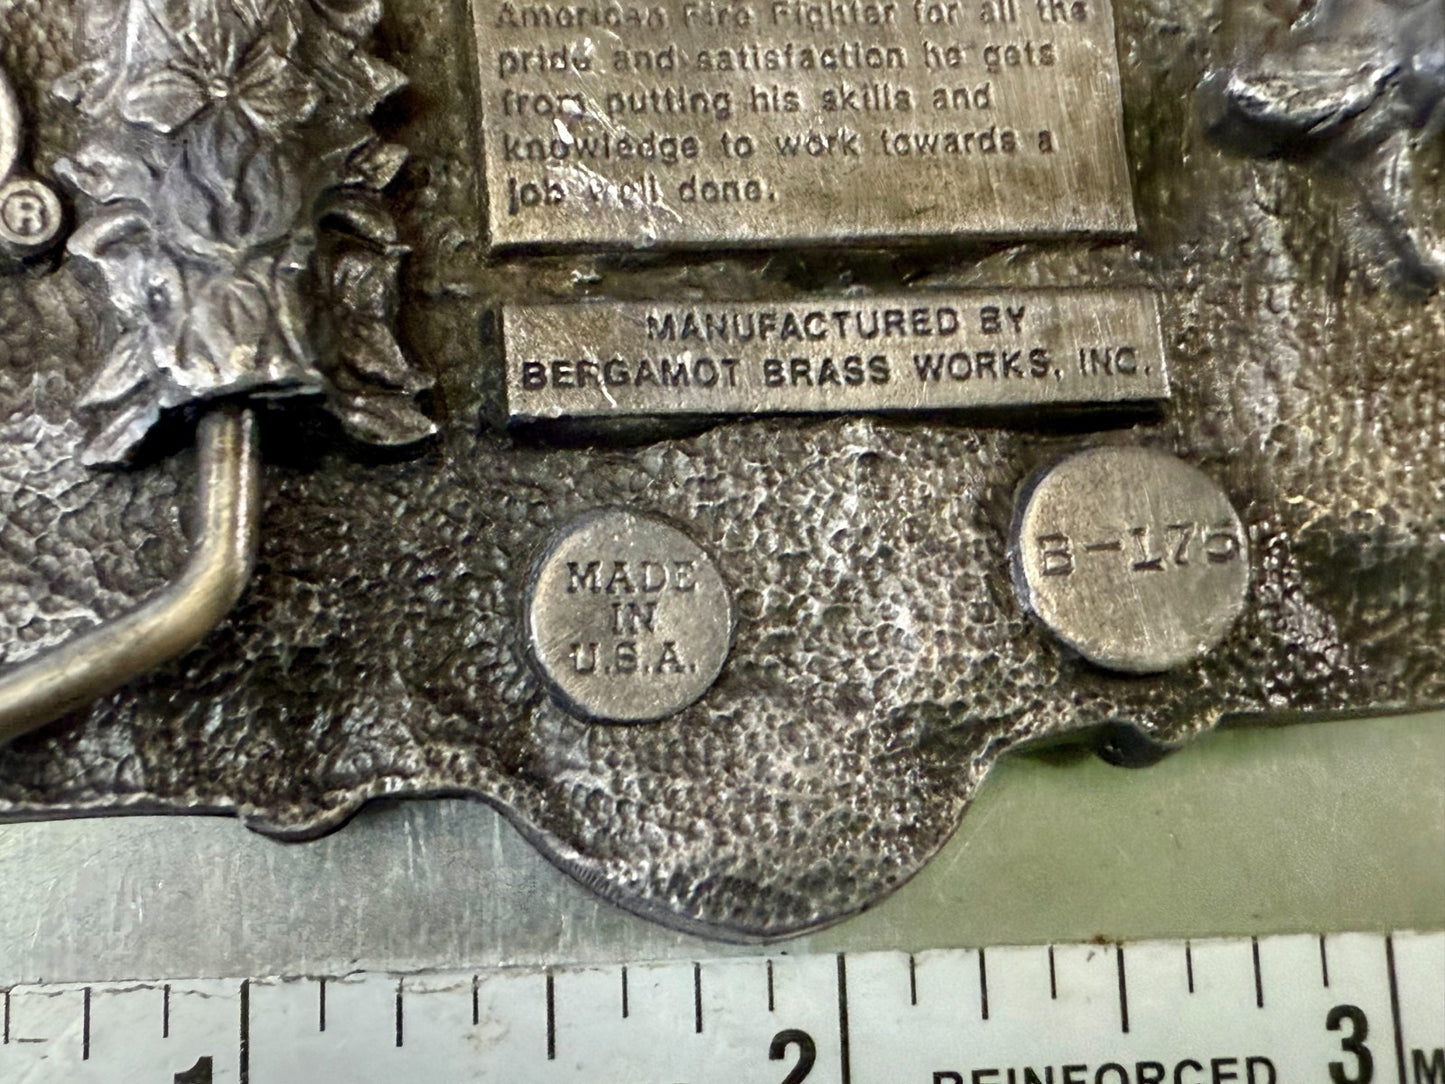 American Fire Fighter for all the
pride and satisfaction he gets
from putting his skills and
knowledge to work towards a
job well done.
®
MANUFACTURED BY
BERGAMOT BRASS WORKS, INC.
B-175
MADE
IN
U.S.A.
1
2
REINFORCED
3
M